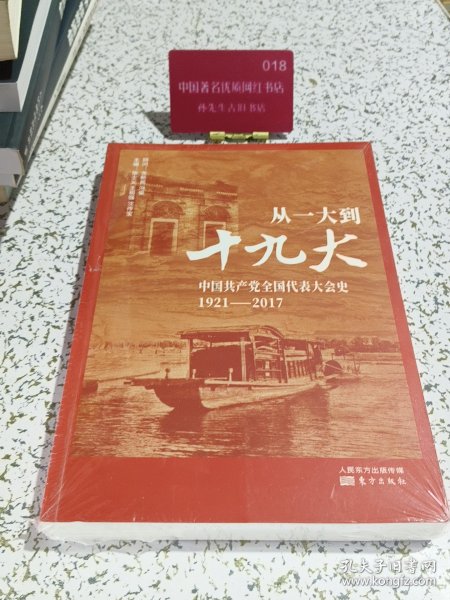 018
中国著名优质网红书店
孙先生古旧书店
从一大到
十九大
中国共产党全国代表大会史
1921—2017
人民东方出版传媒
东方出版社
孔夫子旧书网